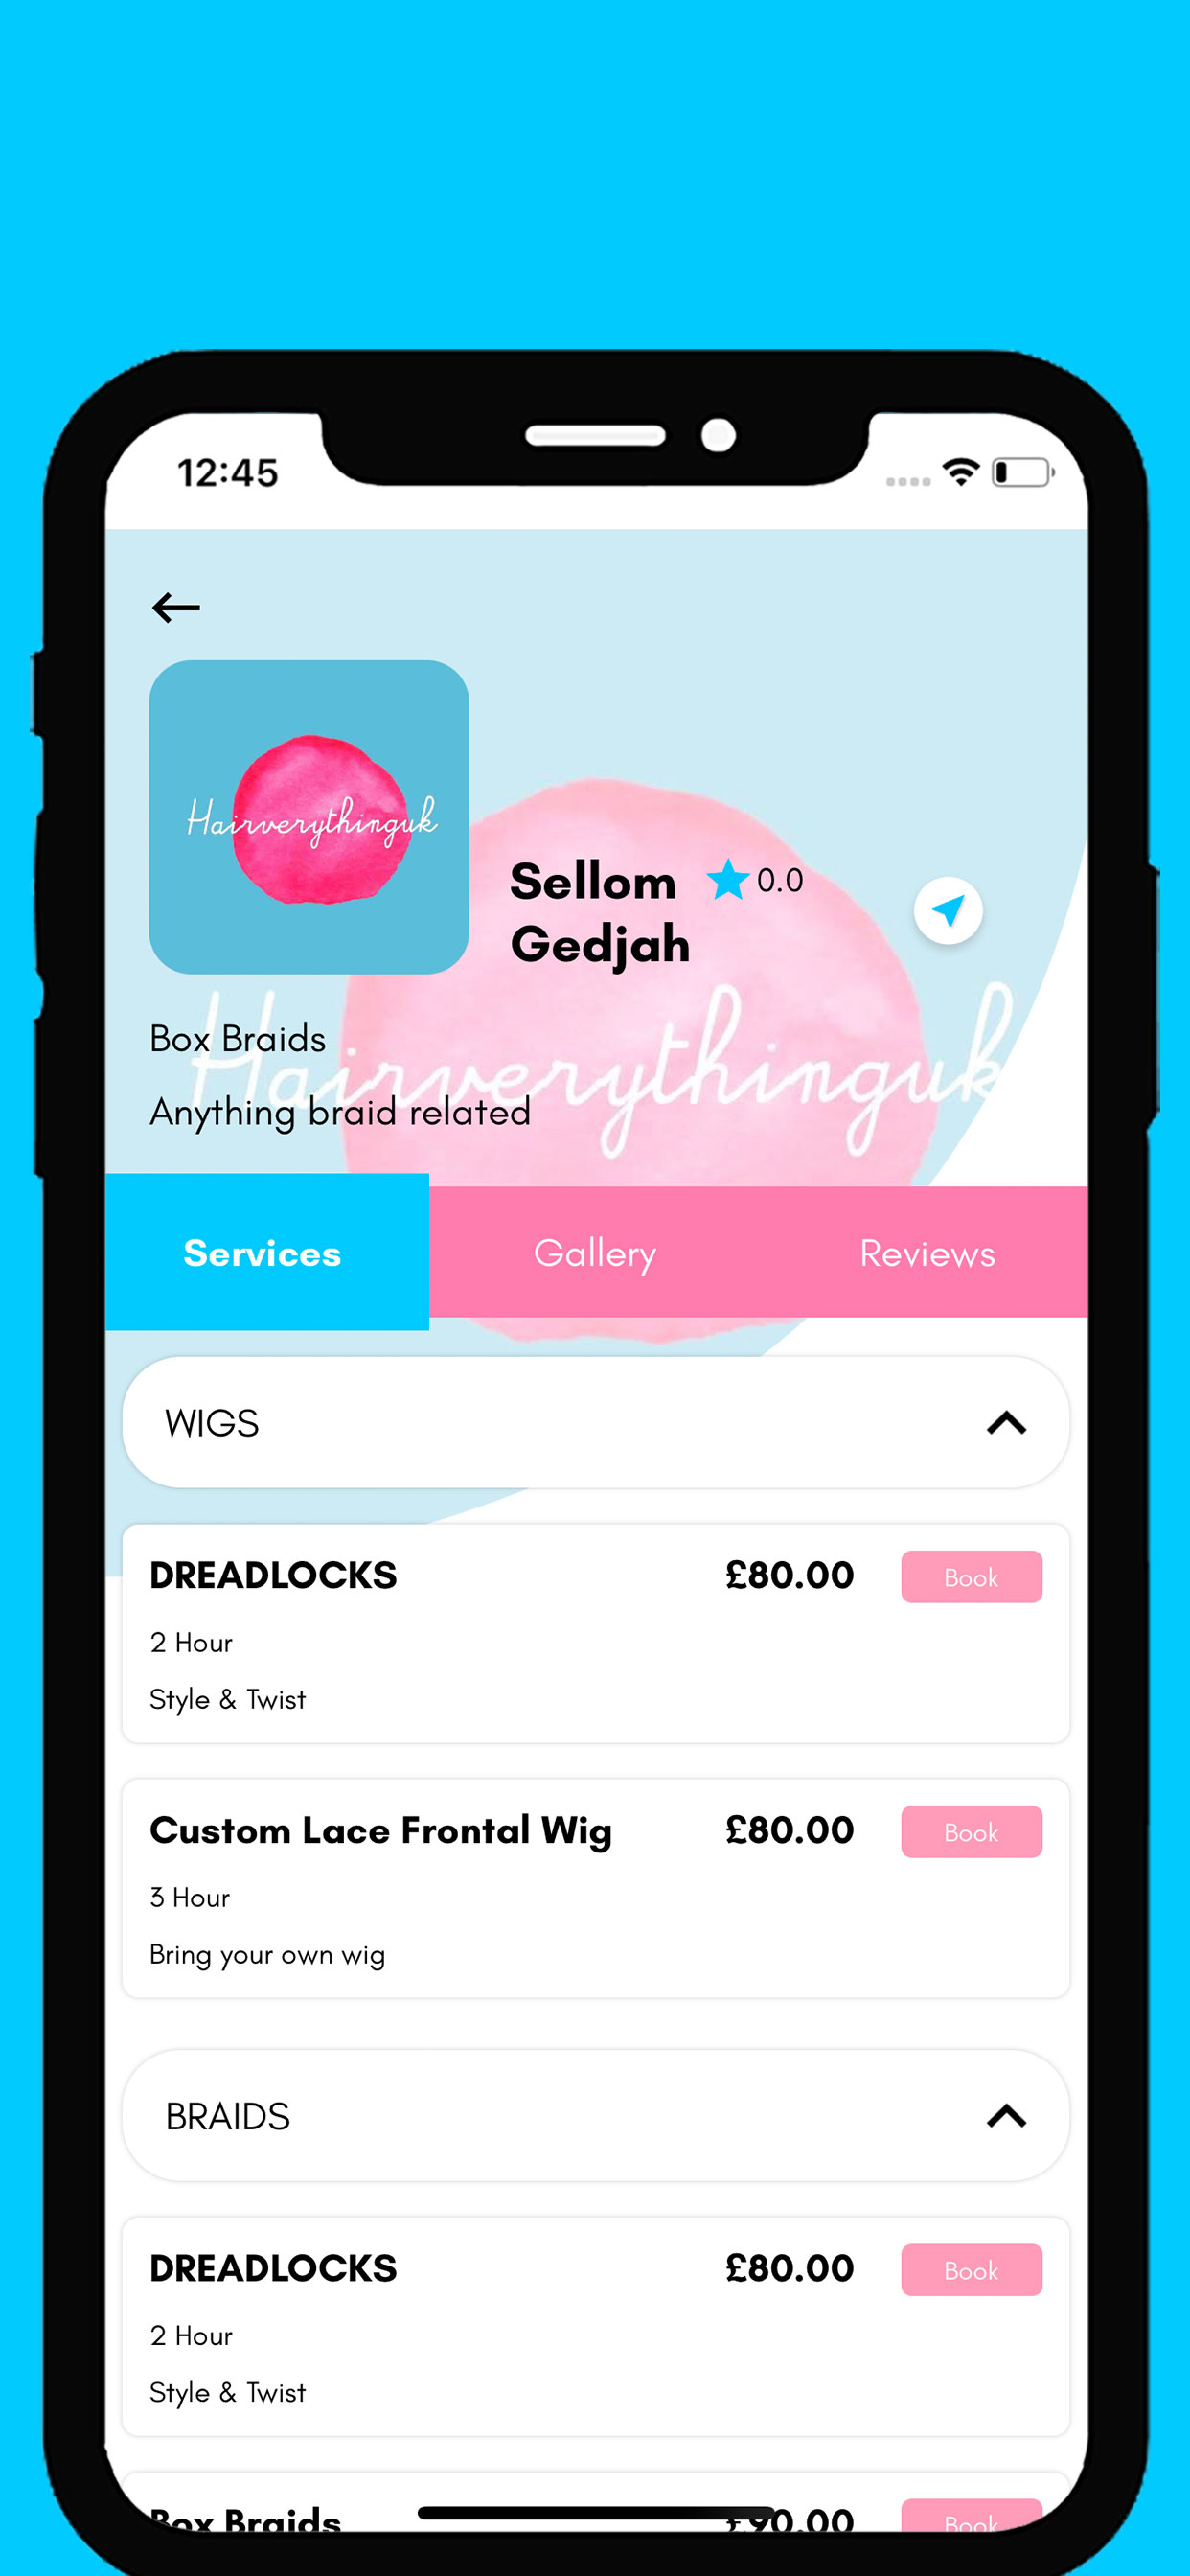 12:45
Hairverythinguk
Sellom
Gedjah
0.0
Hairverythinguk
Box Braids
Anything braid related
Services
Gallery
Reviews
WIGS
DREADLOCKS
£80.00
Book
2 Hour
Style & Twist
Custom Lace Frontal Wig
£80.00
Book
3 Hour
Bring your own wig
BRAIDS
DREADLOCKS
£80.00
Book
2 Hour
Style & Twist
Box Braids
£90.00
Book